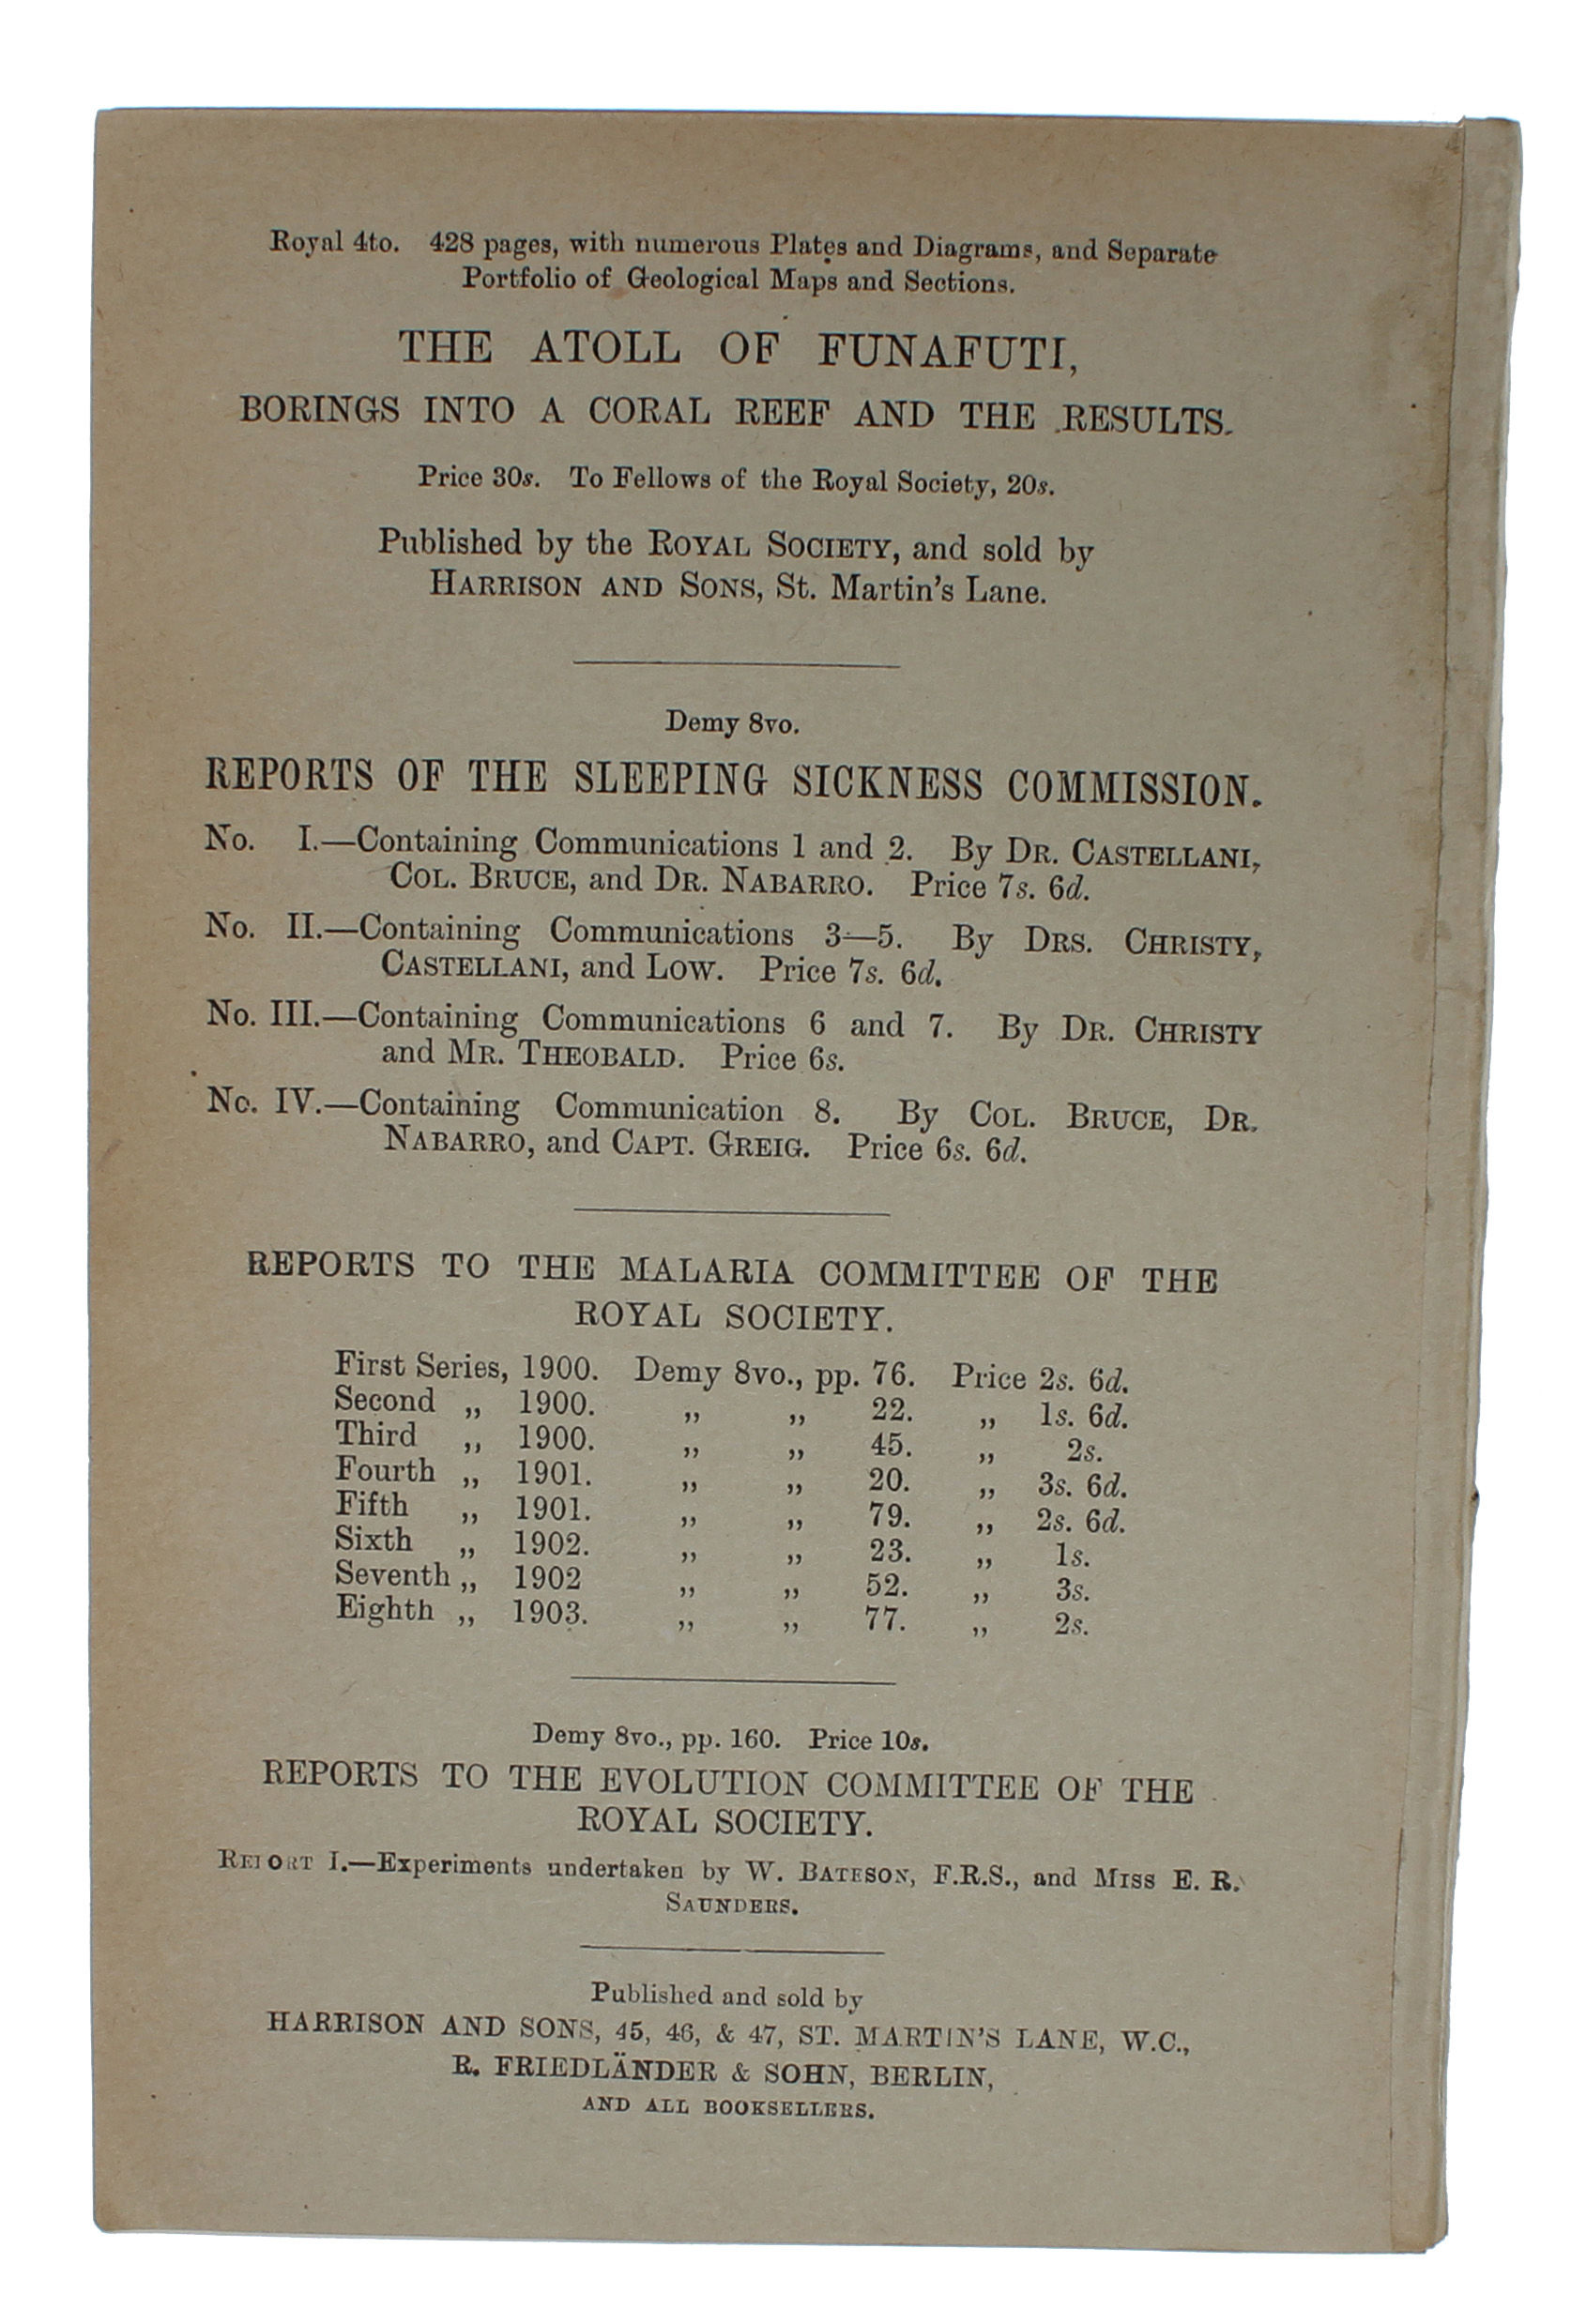 Royal 4to. 428 pages, with numerous Plates and Diagrams, and Separate
Portfolio of Geological Maps and Sections.
THE ATOLL OF FUNAFUTI,
BORINGS INTO A CORAL REEF AND THE RESULTS.
Price 30s. To Fellows of the Royal Society, 20s.
Published by the ROYAL SOCIETY, and sold by
HARRISON AND SONS, St. Martin's Lane.
Demy 8vo.
REPORTS OF THE SLEEPING SICKNESS COMMISSION.
No. I.—Containing Communications 1 and 2. By DR. CASTELLANI,
COL. BRUCE, and DR. NABARRO. Price 7s. 6d.
No. II.—Containing Communications 3—5. By DRS. CHRISTY,
CASTELLANI, and LOW. Price 7s. 6d.
No. III.—Containing Communications 6 and 7. By DR. CHRISTY
and MR. THEOBALD. Price 6s.
No. IV.—Containing Communication 8. By COL. BRUCE, DR.
NABARRO, and CAPT. GREIG. Price 6s. 6d.
REPORTS TO THE MALARIA COMMITTEE OF THE
ROYAL SOCIETY.
First Series, 1900. Demy 8vo., pp. 76. Price 2s. 6d.
Second „ 1900. „ „ 22. „ 1s. 6d.
Third „ 1900. „ „ 45. „ 2s.
Fourth „ 1901. „ „ 20. „ 3s. 6d.
Fifth „ 1901. „ „ 79. „ 2s. 6d.
Sixth „ 1902. „ „ 23. „ 1s.
Seventh „ 1902 „ „ 52. „ 3s.
Eighth „ 1903. „ „ 77. „ 2s.
Demy 8vo., pp. 160. Price 10s.
REPORTS TO THE EVOLUTION COMMITTEE OF THE
ROYAL SOCIETY.
REPORT I.—Experiments undertaken by W. BATESON, F.R.S., and MISS E. R.
SAUNDERS.
Published and sold by
HARRISON AND SONS, 45, 46, & 47, ST. MARTIN'S LANE, W.C.,
R. FRIEDLÄNDER & SOHN, BERLIN,
AND ALL BOOKSELLERS.